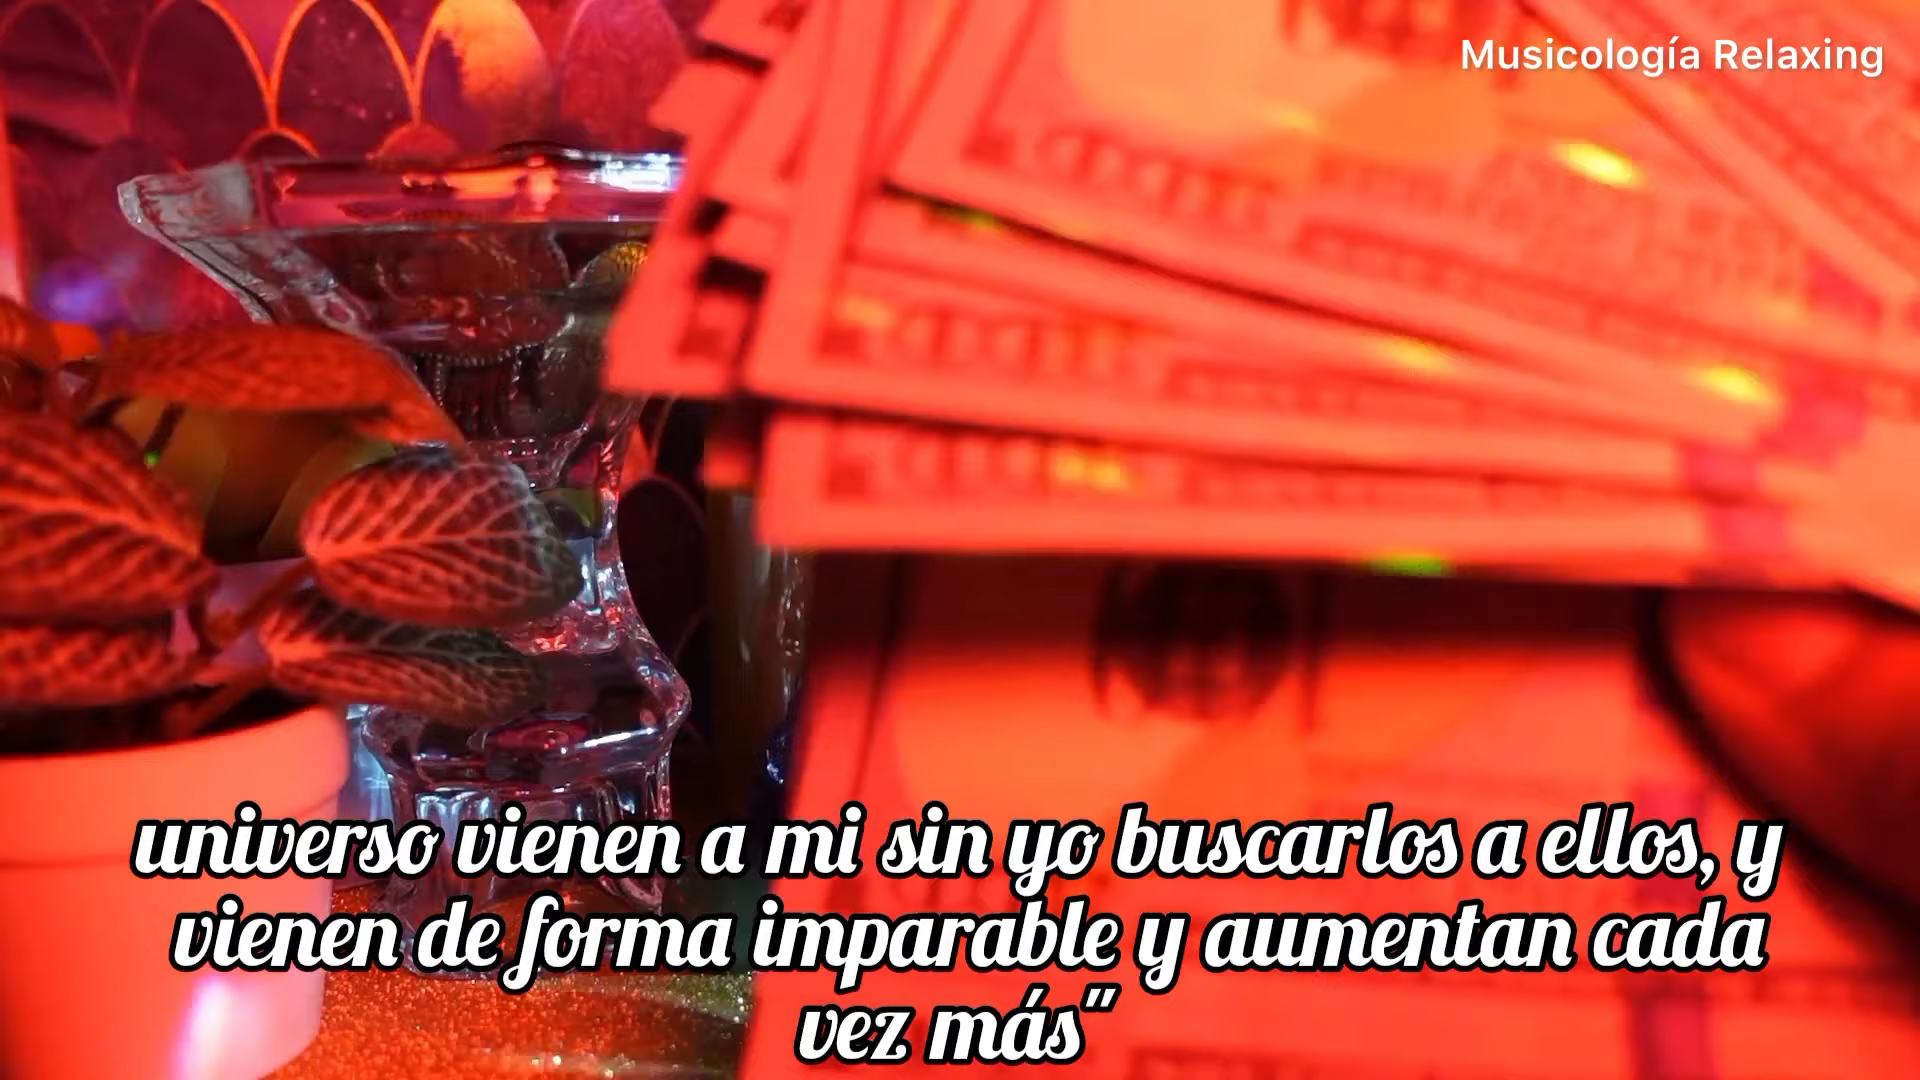 Musicología Relaxing
universo vienen a mi sin yo buscarlos a ellos, y
vienen de forma imparable y aumentan cada
vez más"